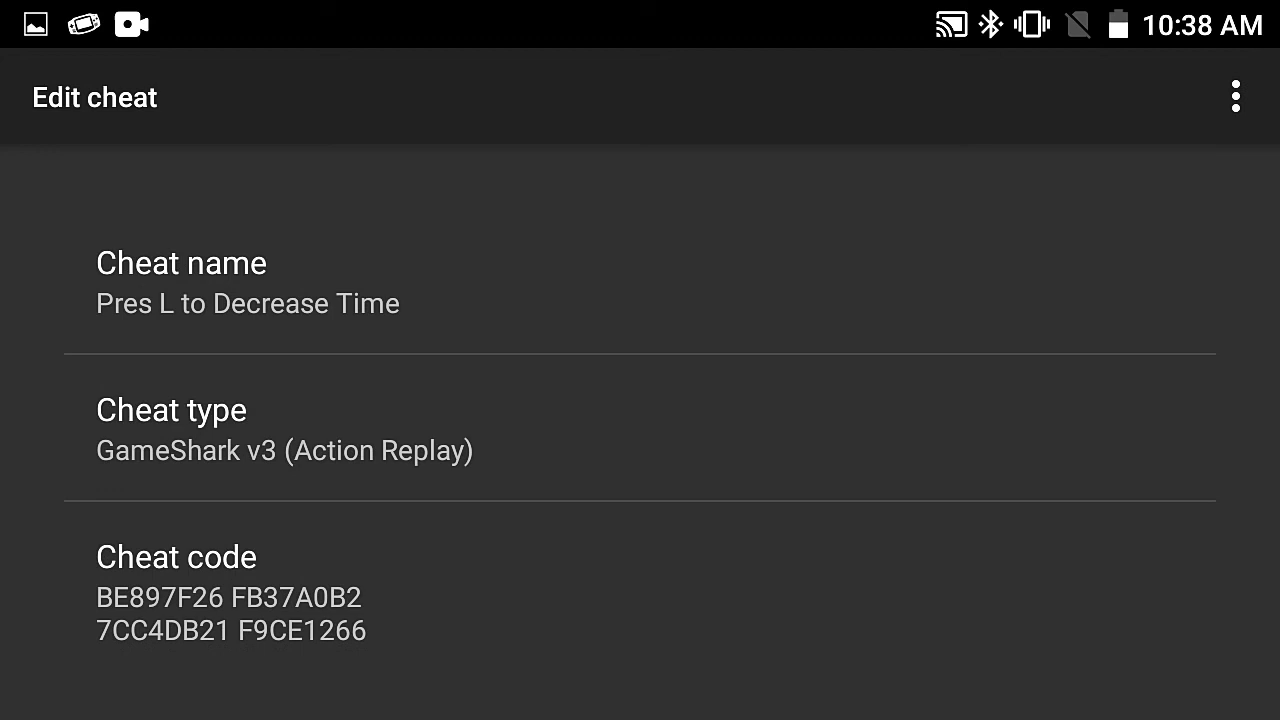 10:38 AM
Edit cheat
Cheat name
Pres L to Decrease Time
Cheat type
GameShark v3 (Action Replay)
Cheat code
BE897F26 FB37A0B2
7CC4DB21 F9CE1266